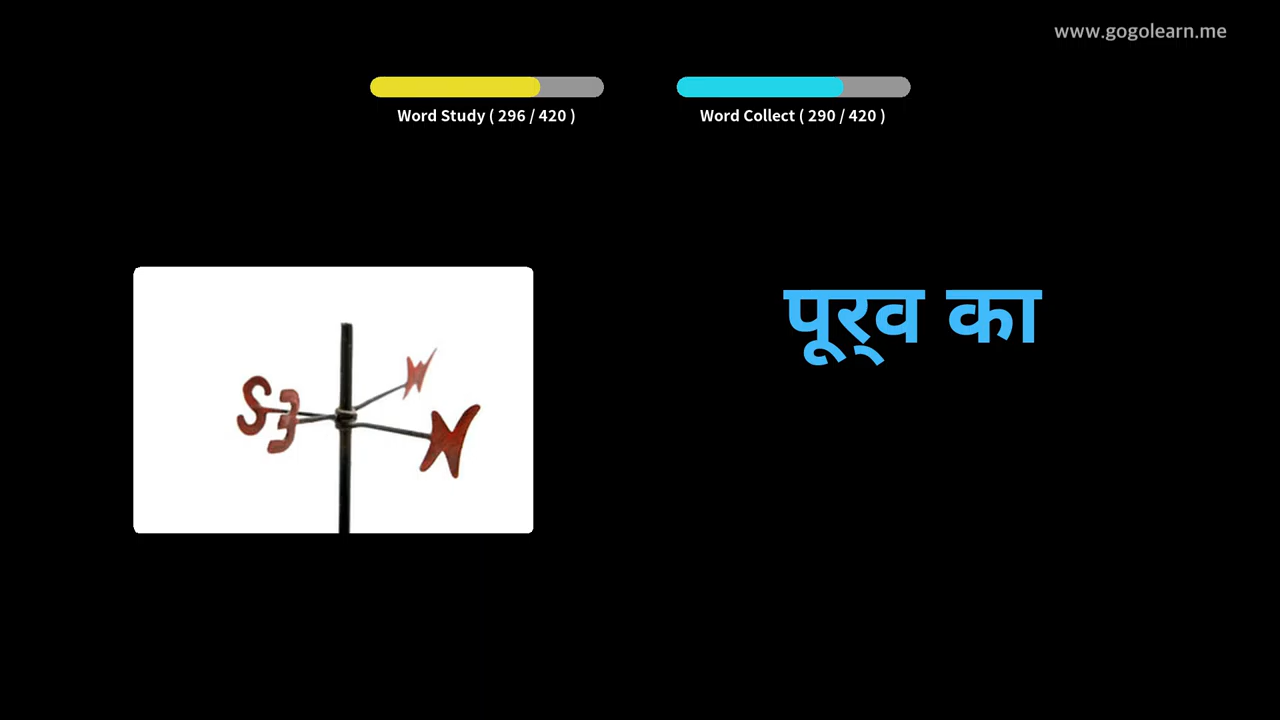 www.gogolearn.me
Word Study ( 296 / 420 )
Word Collect ( 290 / 420 )
पूर्‌व का
S E N N